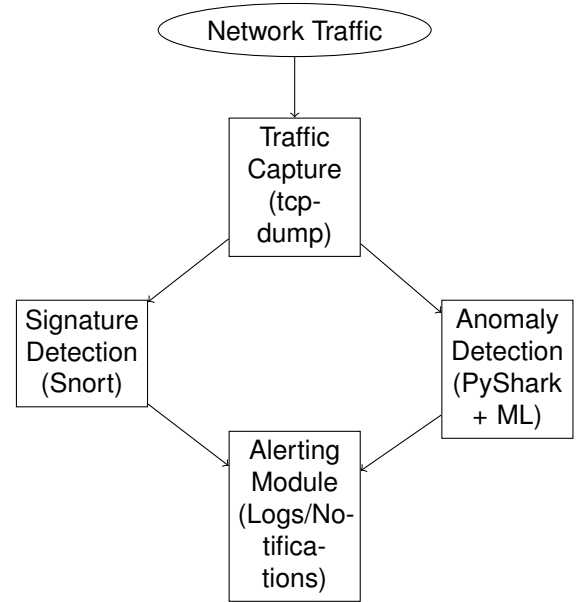 Network Traffic
Traffic
Capture
(tcp-
dump)
Signature
Detection
(Snort)
Anomaly
Detection
(PyShark
+ ML)
Alerting
Module
(Logs/No-
tifica-
tions)